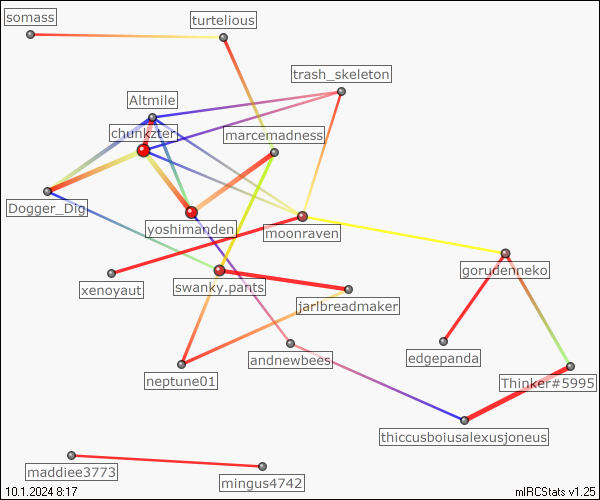 somass
turtelious
trash_skeleton
Altmile
chunkzter
marcemadness
Dogger_Dig
yoshimanden
moonraven
gorudenneko
xenoyaut
swanky.pants
jarlbreadmaker
andnewbees
edgepanda
neptune01
Thinker#5995
thiccusboiusalexusjoneus
maddiee3773
mingus4742
10.1.2024 8:17
mIRCStats v1.25